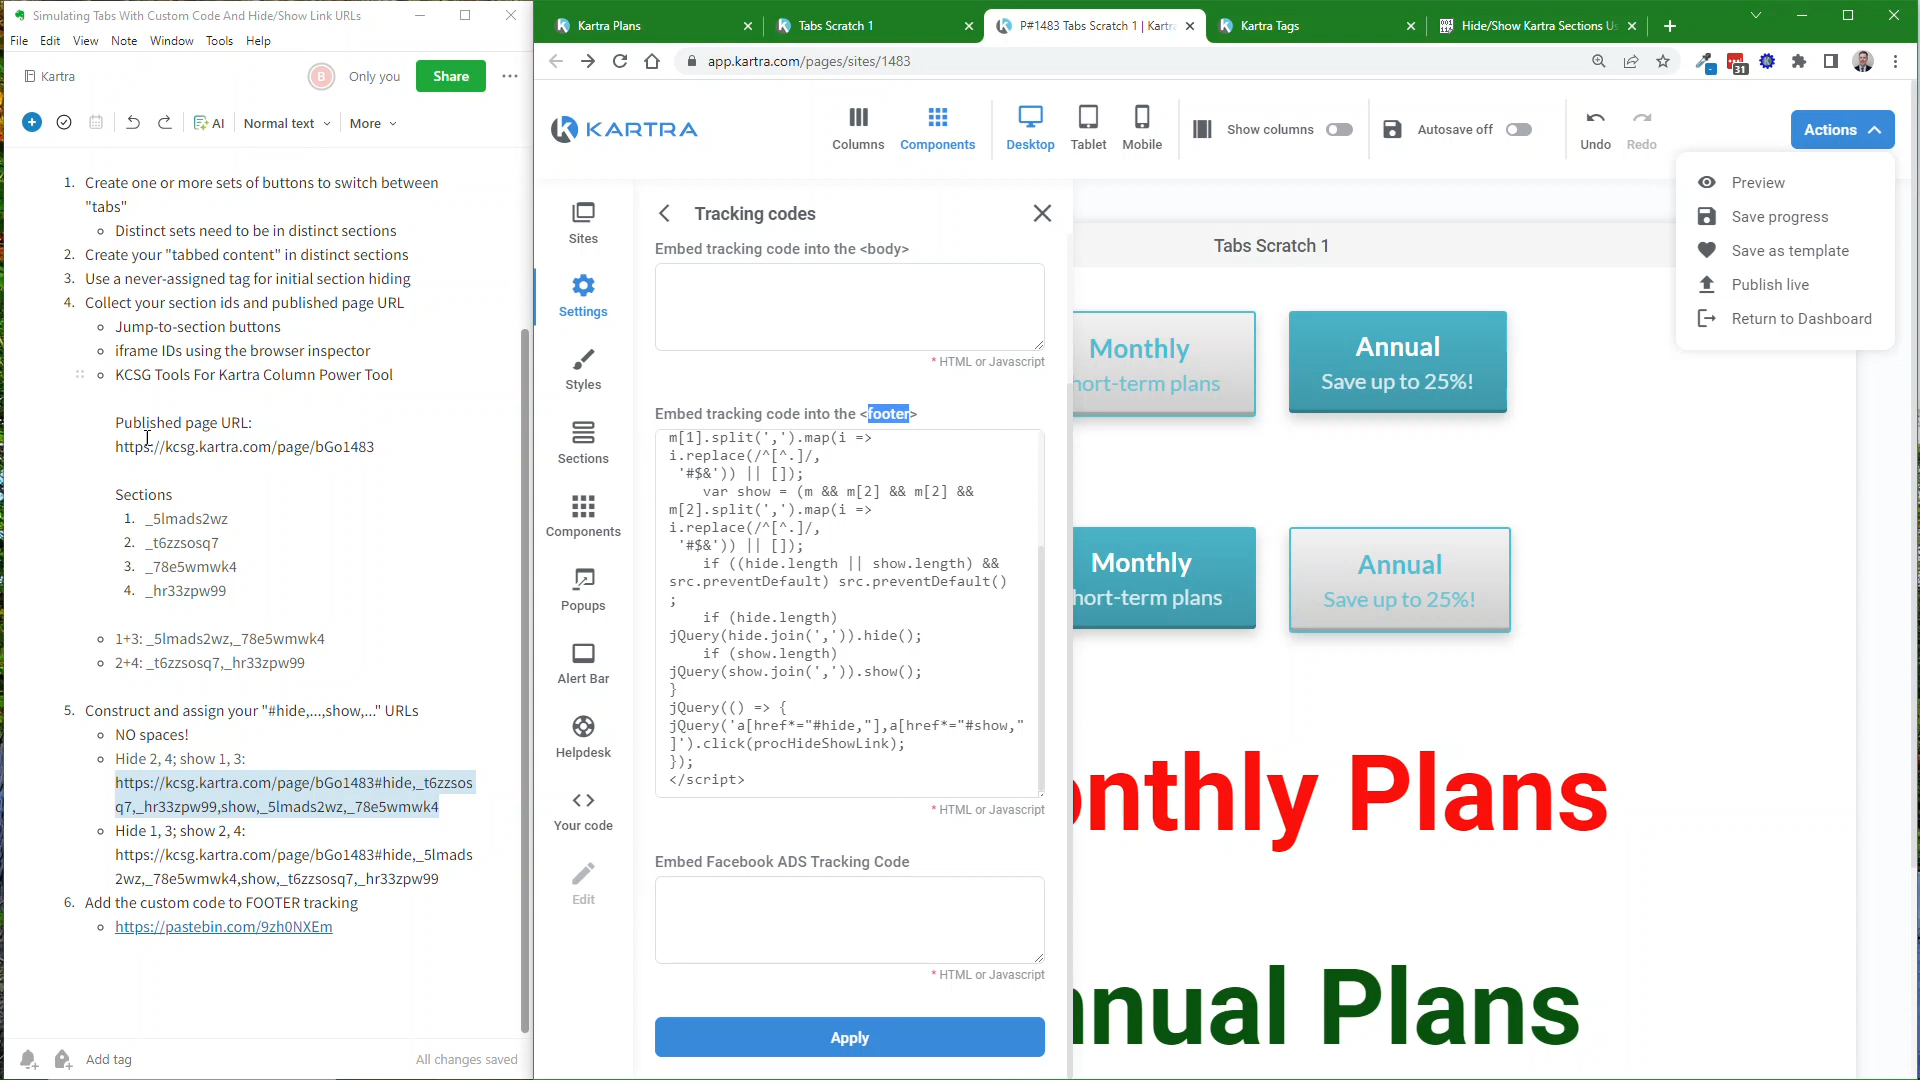 Simulating Tabs With Custom Code And Hide/Show Link URLs
File Edit View Note Window Tools Help
Kartra
B
Only you
Share
AI
Normal text
More
1. Create one or more sets of buttons to switch between
"tabs"
Distinct sets need to be in distinct sections
2. Create your "tabbed content" in distinct sections
3. Use a never-assigned tag for initial section hiding
4. Collect your section ids and published page URL
Jump-to-section buttons
iframe IDs using the browser inspector
KCSG Tools For Kartra Column Power Tool
Published page URL:
https://kcsg.kartra.com/page/bGo1483
Sections
1. _5lmads2wz
2. _t6zzsosq7
3. _78e5wmwk4
4. _hr33zpw99
1+3: _5lmads2wz,_78e5wmwk4
2+4: _t6zzsosq7,_hr33zpw99
5. Construct and assign your "#hide,...,show,..." URLs
NO spaces!
Hide 2, 4; show 1, 3:
https://kcsg.kartra.com/page/bGo1483#hide,_t6zzsos
q7,_hr33zpw99,show,_5lmads2wz,_78e5wmwk4
Hide 1, 3; show 2, 4:
https://kcsg.kartra.com/page/bGo1483#hide,_5lmads
2wz,_78e5wmwk4,show,_t6zzsosq7,_hr33zpw99
6. Add the custom code to FOOTER tracking
https://pastebin.com/9zh0NXEm
Add tag
All changes saved
Kartra Plans
Tabs Scratch 1
P#1483 Tabs Scratch 1 | Kartra
Kartra Tags
Hide/Show Kartra Sections Us
app.kartra.com/pages/sites/1483
31
KARTRA
Columns
Components
Desktop
Tablet
Mobile
Show columns
Autosave off
Undo
Redo
Actions
Preview
Save progress
Save as template
Publish live
Return to Dashboard
Sites
Settings
Styles
Sections
Components
Popups
Alert Bar
Helpdesk
Your code
Edit
Tracking codes
Embed tracking code into the <body>
* HTML or Javascript
Embed tracking code into the <footer>
m[1].split(',').map(i =>
i.replace(/^[^.]/,
'#$&')) || []);
var show = (m && m[2] && m[2] &&
m[2].split(',').map(i =>
i.replace(/^[^.]/,
'#$&')) || []);
if ((hide.length || show.length) &&
src.preventDefault) src.preventDefault()
;
if (hide.length)
jQuery(hide.join(',')).hide();
if (show.length)
jQuery(show.join(',')).show();
}
jQuery(() => {
jQuery('a[href*="#hide,"],a[href*="#show,"
]').click(procHideShowLink);
});
</script>
* HTML or Javascript
Embed Facebook ADS Tracking Code
* HTML or Javascript
Apply
Tabs Scratch 1
Monthly
hort-term plans
Annual
Save up to 25%!
Monthly
hort-term plans
Annual
Save up to 25%!
onthly Plans
nnual Plans